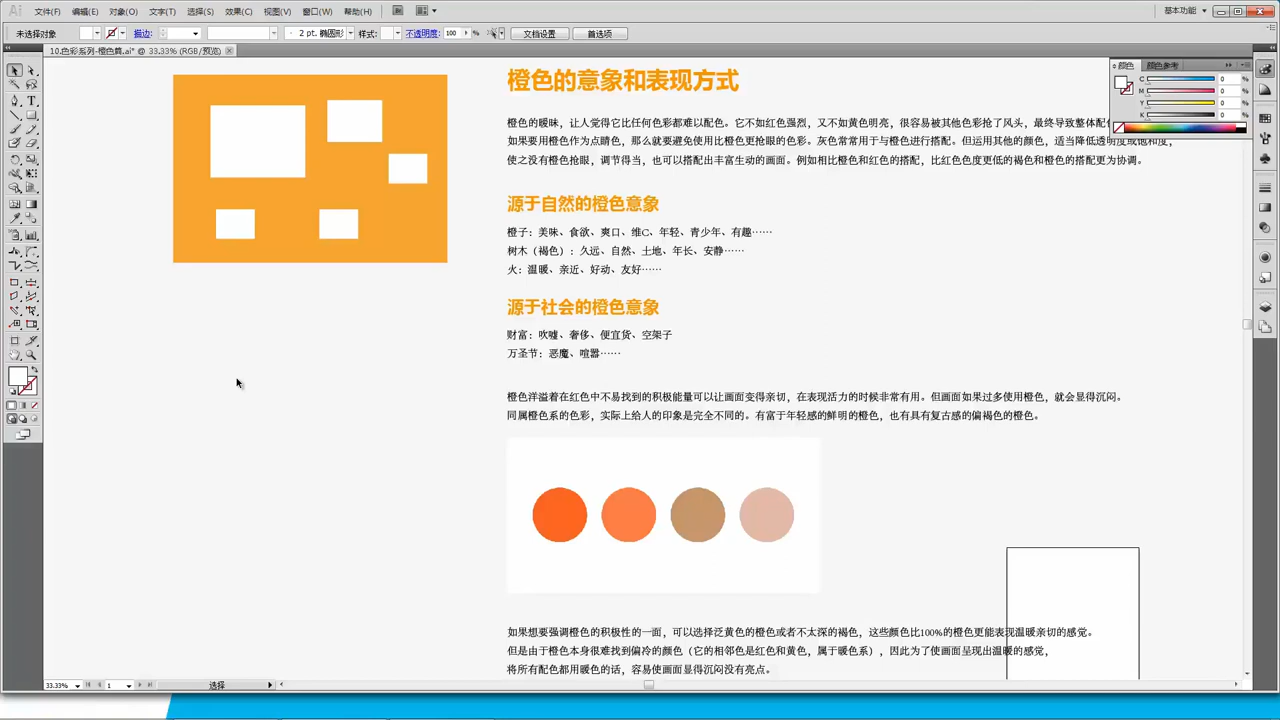 Ai
文件(F) 编辑(E) 对象(O) 文字(T) 选择(S) 效果(C) 视图(V) 窗口(W) 帮助(H) Br 基本功能
未选择对象 描边: 2 pt. 椭圆形 样式: 不透明度: 100 % 文档设置 首选项
10.色彩系列-橙色篇.ai* @ 33.33% (RGB/预览)
颜色 颜色参考
C 0 %
M 0 %
Y 0 %
K 0 %
橙色的意象和表现方式
橙色的暧昧，让人觉得它比任何色彩都难以配色。它不如红色强烈，又不如黄色明亮，很容易被其他色彩抢了风头，最终导致整体配
如果要用橙色作为点睛色，那么就要避免使用比橙色更抢眼的色彩。灰色常常用于与橙色进行搭配。但运用其他的颜色，适当降低透明度或饱和度，
使之没有橙色抢眼，调节得当，也可以搭配出丰富生动的画面。例如相比橙色和红色的搭配，比红色色度更低的褐色和橙色的搭配更为协调。
源于自然的橙色意象
橙子：美味、食欲、爽口、维C、年轻、青少年、有趣……
树木（褐色）：久远、自然、土地、年长、安静……
火：温暖、亲近、好动、友好……
源于社会的橙色意象
财富：吹嘘、奢侈、便宜货、空架子
万圣节：恶魔、喧嚣……
橙色洋溢着在红色中不易找到的积极能量可以让画面变得亲切，在表现活力的时候非常有用。但画面如果过多使用橙色，就会显得沉闷。
同属橙色系的色彩，实际上给人的印象是完全不同的。有富于年轻感的鲜明的橙色，也有具有复古感的偏褐色的橙色。
如果想要强调橙色的积极性的一面，可以选择泛黄色的橙色或者不太深的褐色，这些颜色比100%的橙色更能表现温暖亲切的感觉。
但是由于橙色本身很难找到偏冷的颜色（它的相邻色是红色和黄色，属于暖色系），因此为了使画面呈现出温暖的感觉，
将所有配色都用暖色的话，容易使画面显得沉闷没有亮点。
33.33% 1 选择